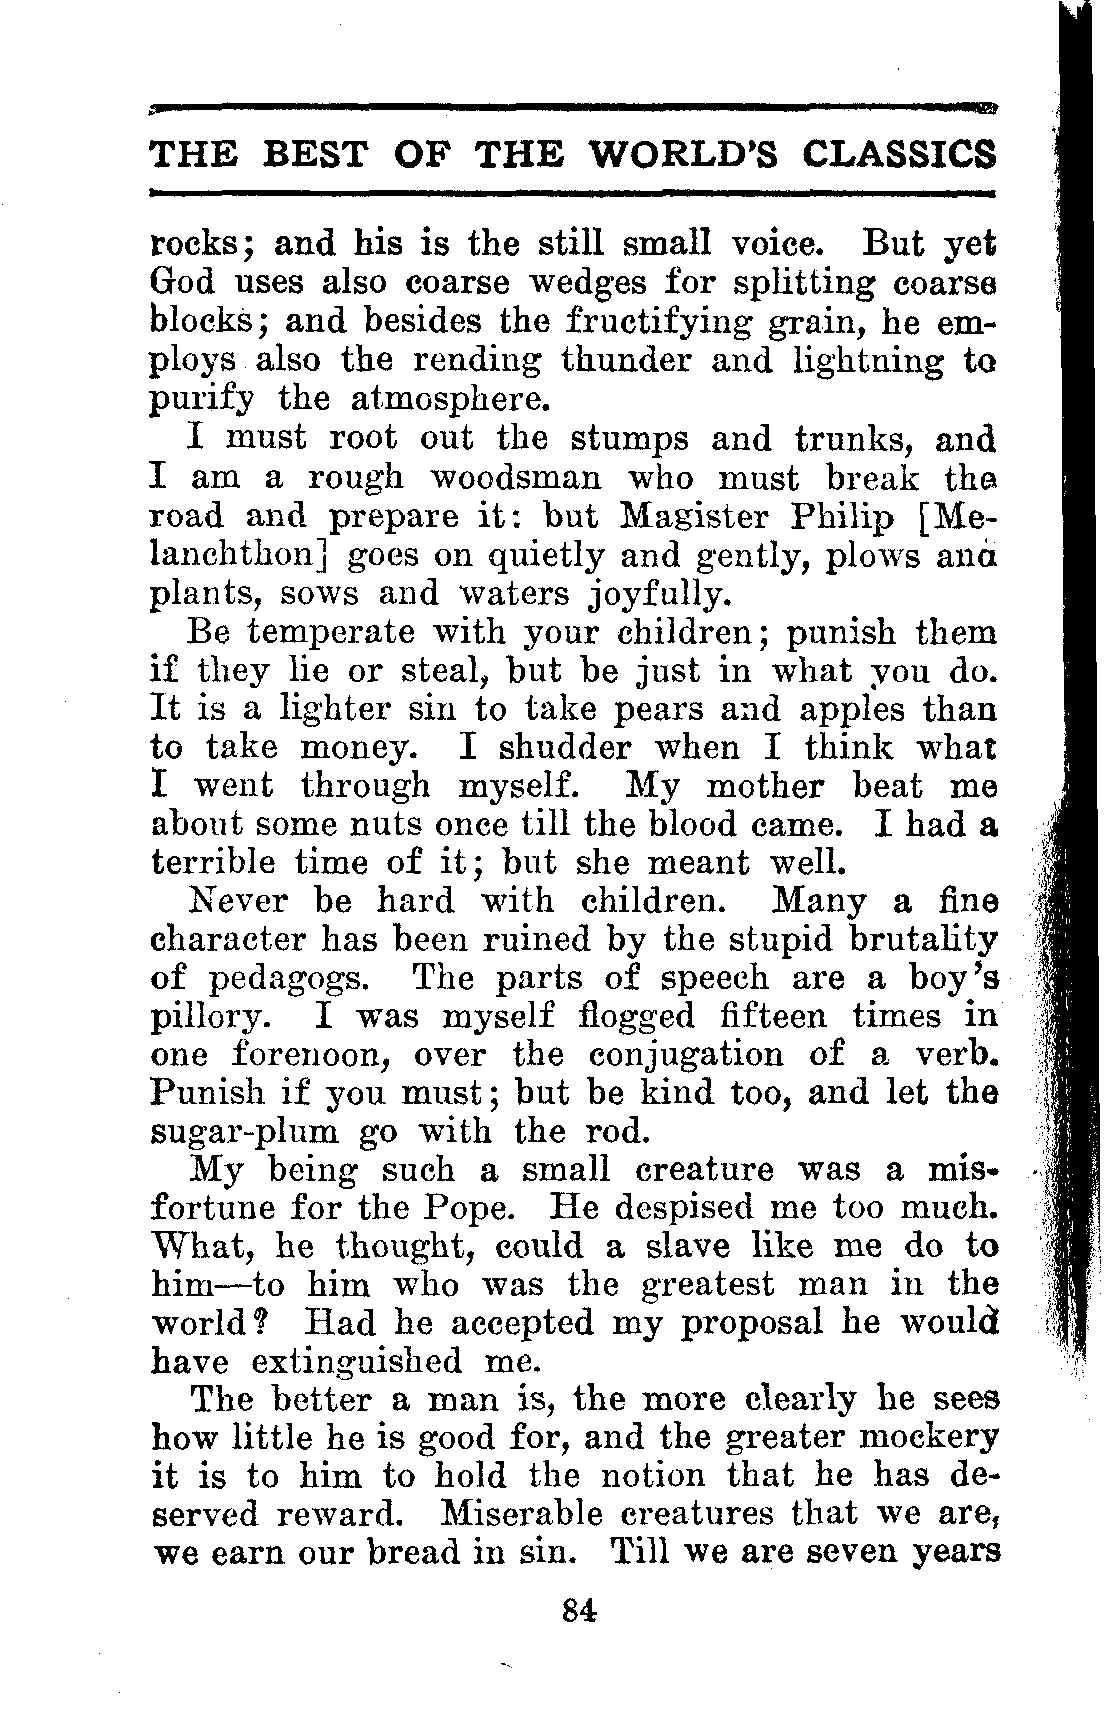 THE BEST OF THE WORLD'S CLASSICS
rocks; and his is the still small voice. But yet
God uses also coarse wedges for splitting coarse
blocks; and besides the fructifying grain, he em-
ploys also the rending thunder and lightning to
purify the atmosphere.
I must root out the stumps and trunks, and
I am a rough woodsman who must break the
road and prepare it: but Magister Philip [Me-
lanchthon] goes on quietly and gently, plows and
plants, sows and waters joyfully.
Be temperate with your children; punish them
if they lie or steal, but be just in what you do.
It is a lighter sin to take pears and apples than
to take money. I shudder when I think what
I went through myself. My mother beat me
about some nuts once till the blood came. I had a
terrible time of it; but she meant well.
Never be hard with children. Many a fine
character has been ruined by the stupid brutality
of pedagogs. The parts of speech are a boy's
pillory. I was myself flogged fifteen times in
one forenoon, over the conjugation of a verb.
Punish if you must; but be kind too, and let the
sugar-plum go with the rod.
My being such a small creature was a mis-
fortune for the Pope. He despised me too much.
What, he thought, could a slave like me do to
him—to him who was the greatest man in the
world? Had he accepted my proposal he would
have extinguished me.
The better a man is, the more clearly he sees
how little he is good for, and the greater mockery
it is to him to hold the notion that he has de-
served reward. Miserable creatures that we are,
we earn our bread in sin. Till we are seven years
84